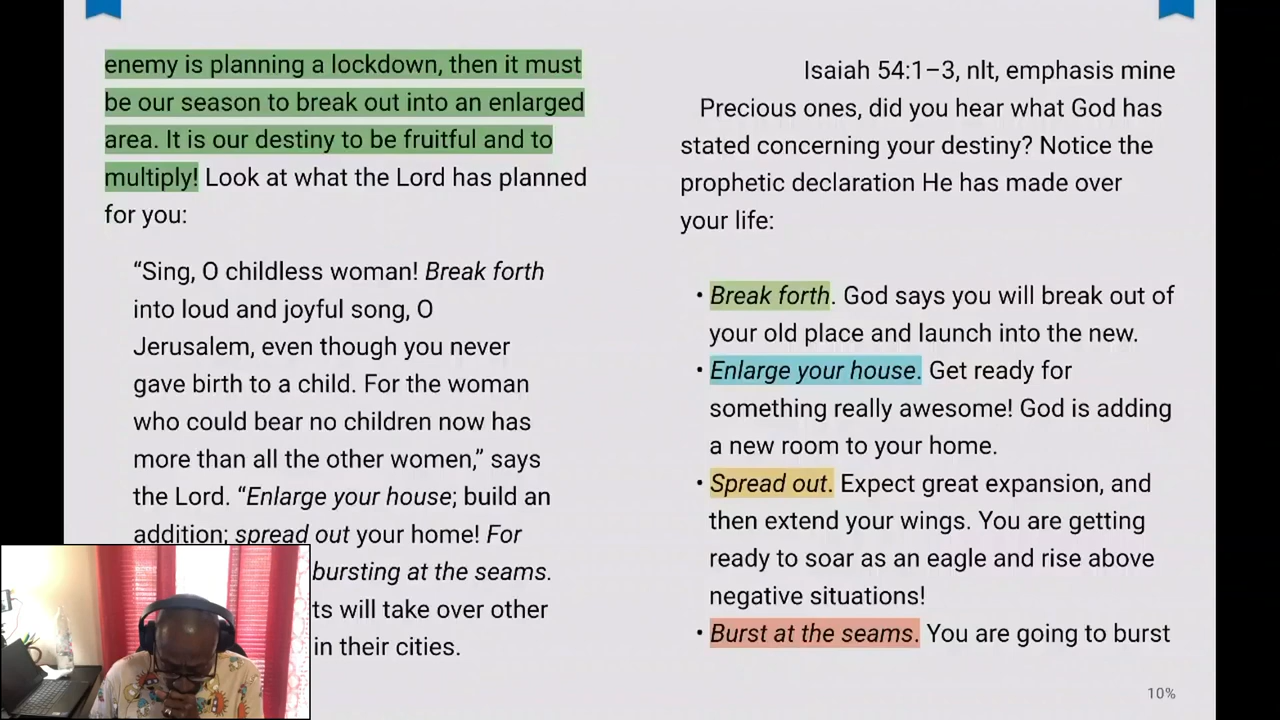 enemy is planning a lockdown, then it must
be our season to break out into an enlarged
area. It is our destiny to be fruitful and to
multiply! Look at what the Lord has planned
for you:
“Sing, O childless woman! Break forth
into loud and joyful song, O
Jerusalem, even though you never
gave birth to a child. For the woman
who could bear no children now has
more than all the other women,” says
the Lord. “Enlarge your house; build an
addition; spread out your home! For
bursting at the seams.
ts will take over other
in their cities.
Isaiah 54:1–3, nlt, emphasis mine
Precious ones, did you hear what God has
stated concerning your destiny? Notice the
prophetic declaration He has made over
your life:
• Break forth. God says you will break out of
your old place and launch into the new.
• Enlarge your house. Get ready for
something really awesome! God is adding
a new room to your home.
• Spread out. Expect great expansion, and
then extend your wings. You are getting
ready to soar as an eagle and rise above
negative situations!
• Burst at the seams. You are going to burst
10%